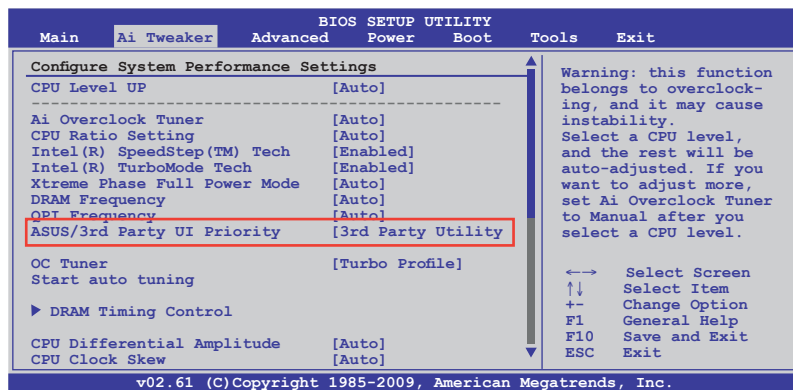 BIOS SETUP UTILITY
Main Ai Tweaker Advanced Power Boot Tools Exit
Configure System Performance Settings
CPU Level UP [Auto]
--------------------------------------------------
Ai Overclock Tuner [Auto]
CPU Ratio Setting [Auto]
Intel(R) SpeedStep(TM) Tech [Enabled]
Intel(R) TurboMode Tech [Enabled]
Xtreme Phase Full Power Mode [Auto]
DRAM Frequency [Auto]
QPI Frequency [Auto]
ASUS/3rd Party UI Priority [3rd Party Utility
OC Tuner [Turbo Profile]
Start auto tuning
▶ DRAM Timing Control
CPU Differential Amplitude [Auto]
CPU Clock Skew [Auto]
Warning: this function
belongs to overclock-
ing, and it may cause
instability.
Select a CPU level,
and the rest will be
auto-adjusted. If you
want to adjust more,
set Ai Overclock Tuner
to Manual after you
select a CPU level.
←→ Select Screen
↑↓ Select Item
+- Change Option
F1 General Help
F10 Save and Exit
ESC Exit
v02.61 (C)Copyright 1985-2009, American Megatrends, Inc.